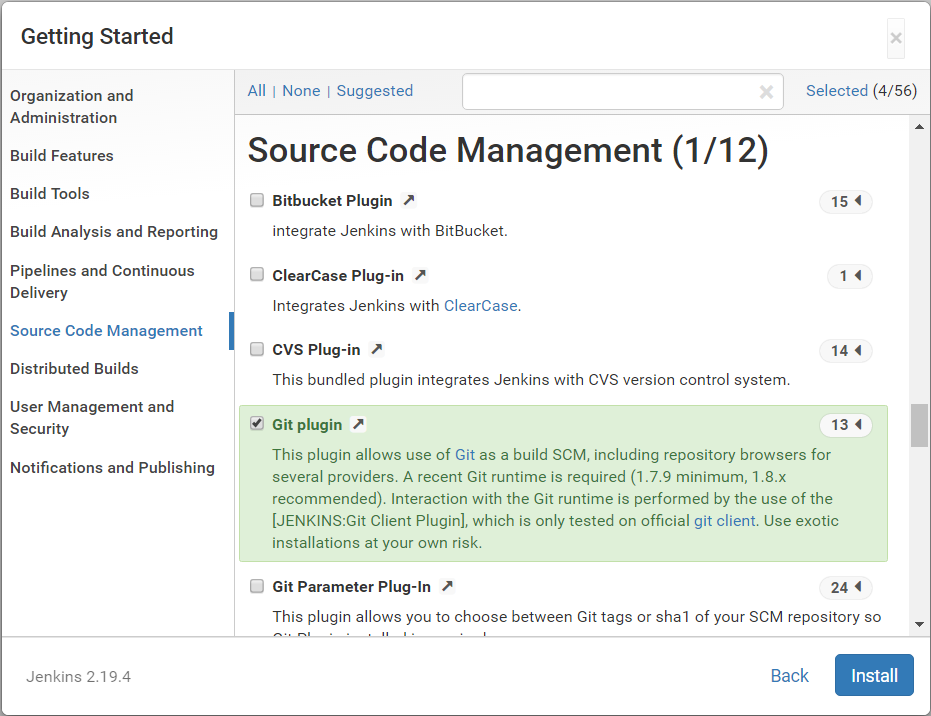 Getting Started
×
Organization and
Administration
Build Features
Build Tools
Build Analysis and Reporting
Pipelines and Continuous
Delivery
Source Code Management
Distributed Builds
User Management and
Security
Notifications and Publishing
All | None | Suggested
Selected (4/56)
Source Code Management (1/12)
Bitbucket Plugin
15
integrate Jenkins with BitBucket.
ClearCase Plug-in
1
Integrates Jenkins with ClearCase.
CVS Plug-in
14
This bundled plugin integrates Jenkins with CVS version control system.
Git plugin
13
This plugin allows use of Git as a build SCM, including repository browsers for
several providers. A recent Git runtime is required (1.7.9 minimum, 1.8.x
recommended). Interaction with the Git runtime is performed by the use of the
[JENKINS:Git Client Plugin], which is only tested on official git client. Use exotic
installations at your own risk.
Git Parameter Plug-In
24
This plugin allows you to choose between Git tags or sha1 of your SCM repository so
Jenkins 2.19.4
Back
Install